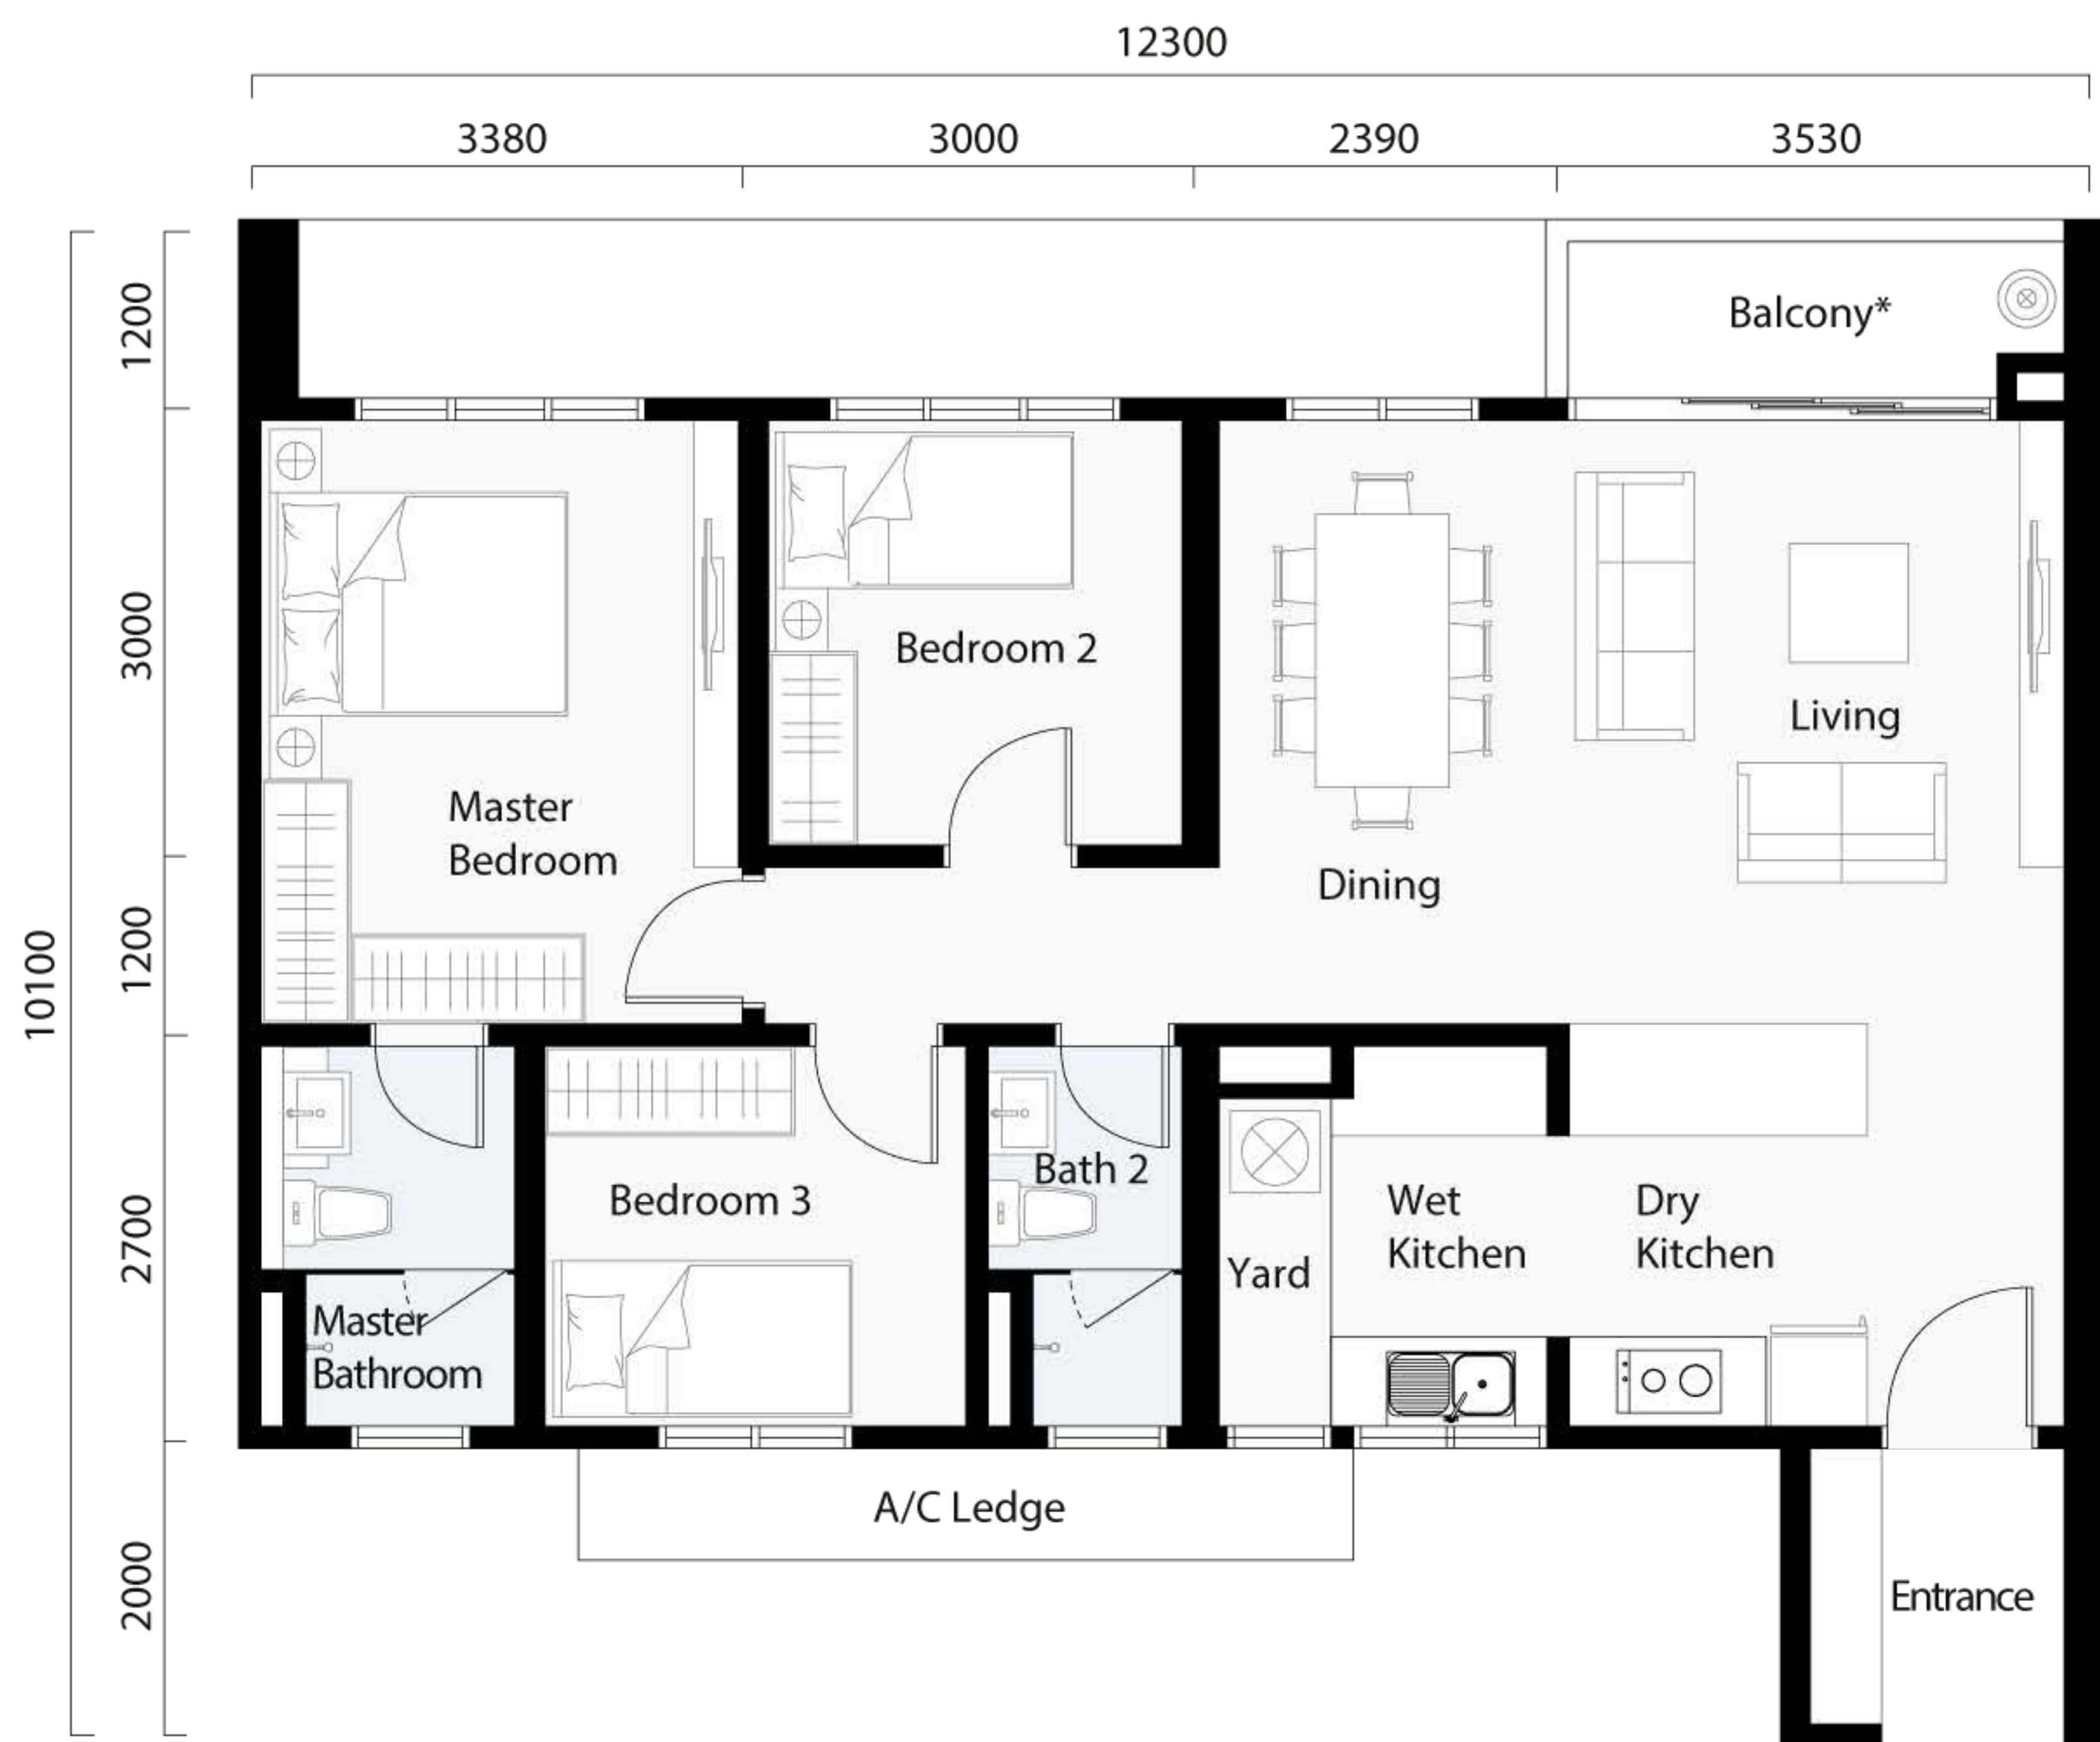 12300
3380 3000 2390 3530
1200
Balcony*
3000
Bedroom 2
Living
Master
Bedroom
Dining
1200
10100
2700
Bath 2
Bedroom 3
Wet
Kitchen
Dry
Kitchen
Yard
Master
Bathroom
A/C Ledge
2000
Entrance